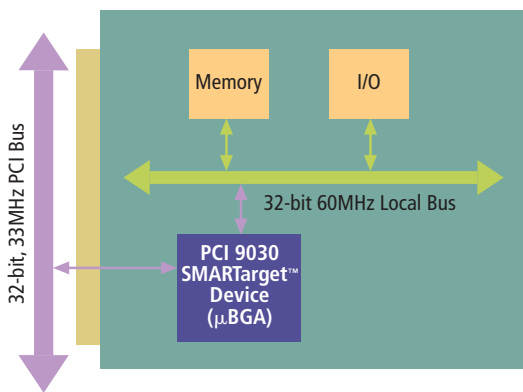 32-bit, 33MHz PCI Bus
Memory
I/O
32-bit 60MHz Local Bus
PCI 9030
SMARTarget™
Device
(µBGA)